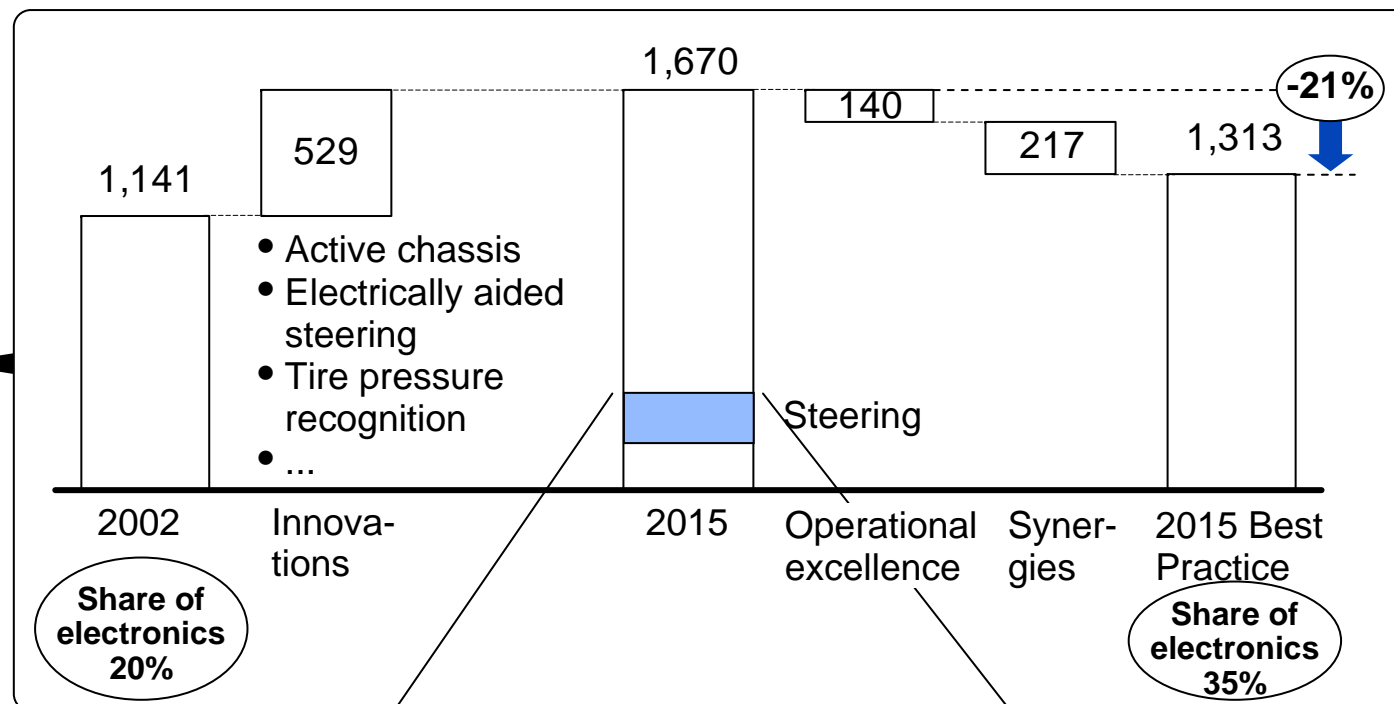 1,670
-21%
140
529
217
1,313
1,141
• Active chassis
• Electrically aided
steering
• Tire pressure
recognition
• ...
Steering
2002
Innova-
tions
2015
Operational
excellence
Syner-
gies
2015 Best
Practice
Share of
electronics
20%
Share of
electronics
35%